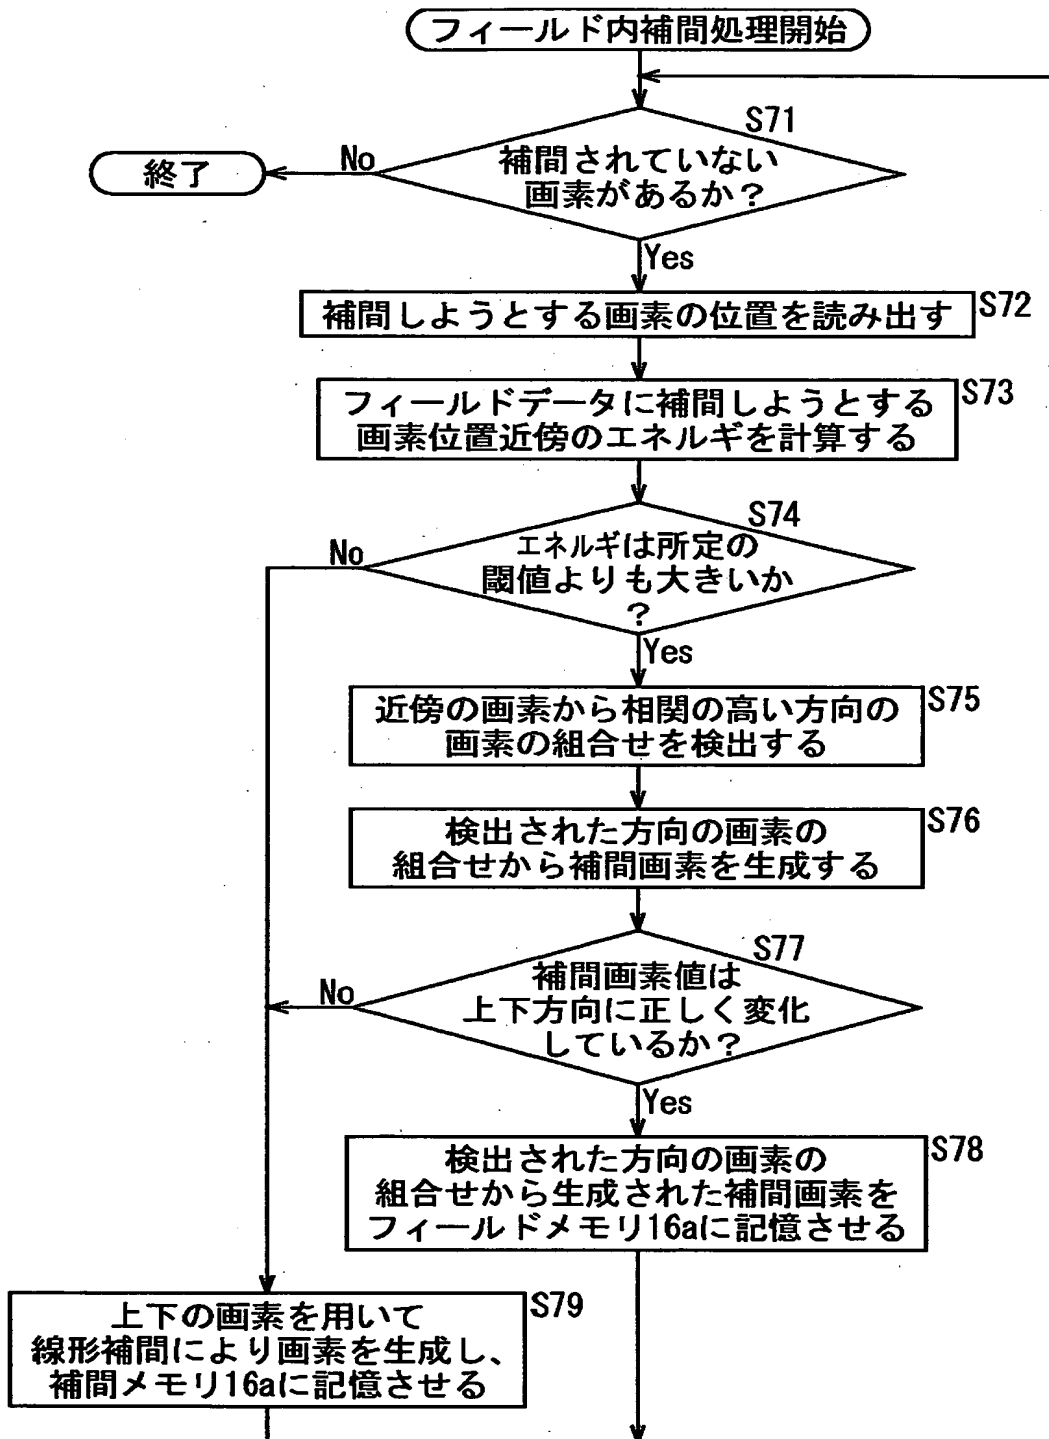 フィールド内補間処理開始
S71
補間されていない
画素があるか？
No
終了
Yes
補間しようとする画素の位置を読み出す
S72
フィールドデータに補間しようとする
画素位置近傍のエネルギを計算する
S73
S74
エネルギは所定の
閾値よりも大きいか
？
No
Yes
近傍の画素から相関の高い方向の
画素の組合せを検出する
S75
検出された方向の画素の
組合せから補間画素を生成する
S76
S77
補間画素値は
上下方向に正しく変化
しているか？
No
Yes
検出された方向の画素の
組合せから生成された補間画素を
フィールドメモリ16aに記憶させる
S78
上下の画素を用いて
線形補間により画素を生成し、
補間メモリ16aに記憶させる
S79